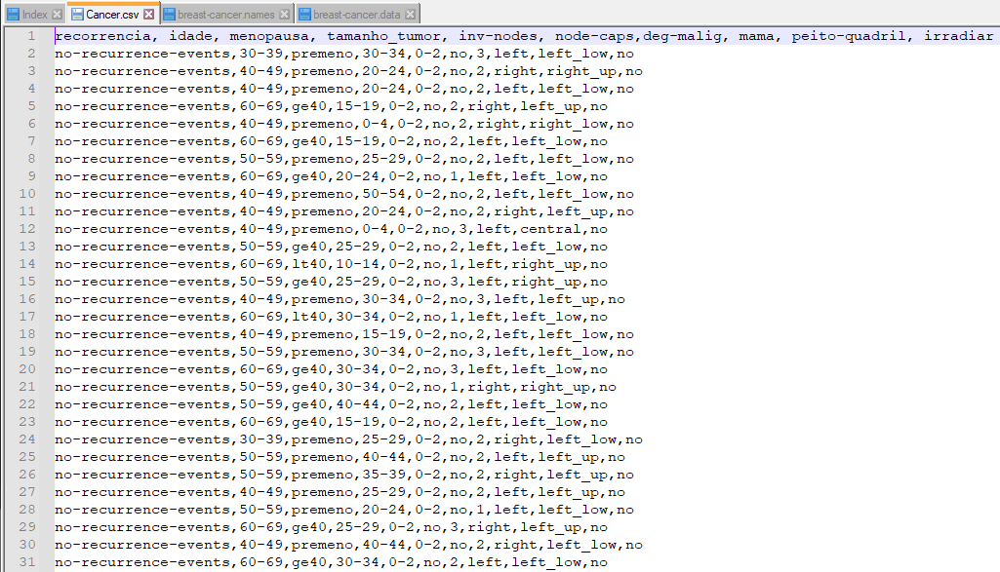 Index Cancer.csv breast-cancer.names breast-cancer.data
1 recorrencia, idade, menopausa, tamanho_tumor, inv-nodes, node-caps,deg-malig, mama, peito-quadril, irradiar
2 no-recurrence-events,30-39,premeno,30-34,0-2,no,3,left,left_low,no
3 no-recurrence-events,40-49,premeno,20-24,0-2,no,2,right,right_up,no
4 no-recurrence-events,40-49,premeno,20-24,0-2,no,2,left,left_low,no
5 no-recurrence-events,60-69,ge40,15-19,0-2,no,2,right,left_up,no
6 no-recurrence-events,40-49,premeno,0-4,0-2,no,2,right,right_low,no
7 no-recurrence-events,60-69,ge40,15-19,0-2,no,2,left,left_low,no
8 no-recurrence-events,50-59,premeno,25-29,0-2,no,2,left,left_low,no
9 no-recurrence-events,60-69,ge40,20-24,0-2,no,1,left,left_low,no
10 no-recurrence-events,40-49,premeno,50-54,0-2,no,2,left,left_low,no
11 no-recurrence-events,40-49,premeno,20-24,0-2,no,2,right,left_up,no
12 no-recurrence-events,40-49,premeno,0-4,0-2,no,3,left,central,no
13 no-recurrence-events,50-59,ge40,25-29,0-2,no,2,left,left_low,no
14 no-recurrence-events,60-69,lt40,10-14,0-2,no,1,left,right_up,no
15 no-recurrence-events,50-59,ge40,25-29,0-2,no,3,left,right_up,no
16 no-recurrence-events,40-49,premeno,30-34,0-2,no,3,left,left_up,no
17 no-recurrence-events,60-69,lt40,30-34,0-2,no,1,left,left_low,no
18 no-recurrence-events,40-49,premeno,15-19,0-2,no,2,left,left_low,no
19 no-recurrence-events,50-59,premeno,30-34,0-2,no,3,left,left_low,no
20 no-recurrence-events,60-69,ge40,30-34,0-2,no,3,left,left_low,no
21 no-recurrence-events,50-59,ge40,30-34,0-2,no,1,right,right_up,no
22 no-recurrence-events,50-59,ge40,40-44,0-2,no,2,left,left_low,no
23 no-recurrence-events,60-69,ge40,15-19,0-2,no,2,left,left_low,no
24 no-recurrence-events,30-39,premeno,25-29,0-2,no,2,right,left_low,no
25 no-recurrence-events,50-59,premeno,40-44,0-2,no,2,left,left_up,no
26 no-recurrence-events,50-59,premeno,35-39,0-2,no,2,right,left_up,no
27 no-recurrence-events,40-49,premeno,25-29,0-2,no,2,left,left_up,no
28 no-recurrence-events,50-59,premeno,20-24,0-2,no,1,left,left_low,no
29 no-recurrence-events,60-69,ge40,25-29,0-2,no,3,right,left_up,no
30 no-recurrence-events,40-49,premeno,40-44,0-2,no,2,right,left_low,no
31 no-recurrence-events,60-69,ge40,30-34,0-2,no,2,left,left_low,no